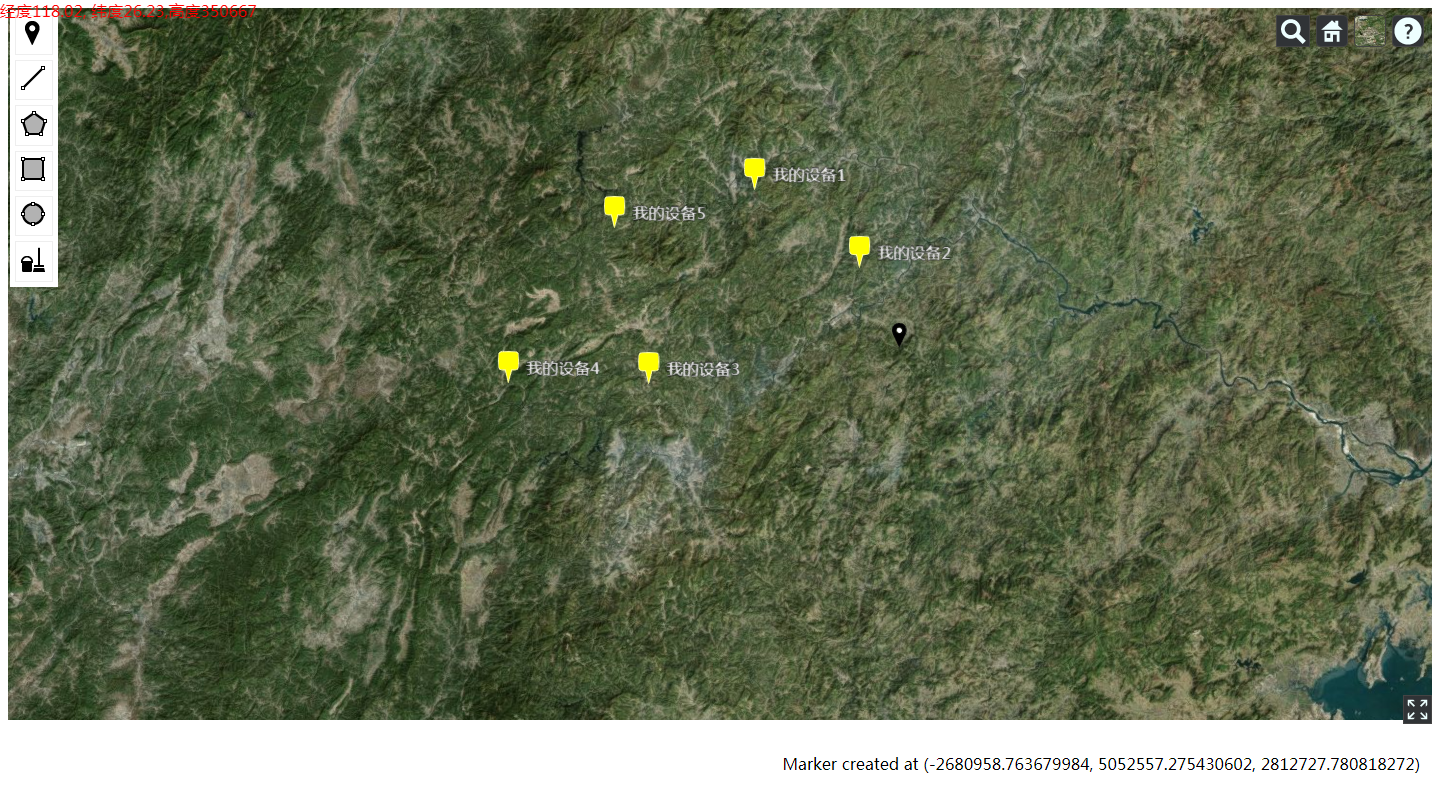 经度118.02, 纬度26.23,高度350667
?
我的设备1
我的设备5
我的设备2
我的设备4
我的设备3
Marker created at (-2680958.763679984, 5052557.275430602, 2812727.780818272)